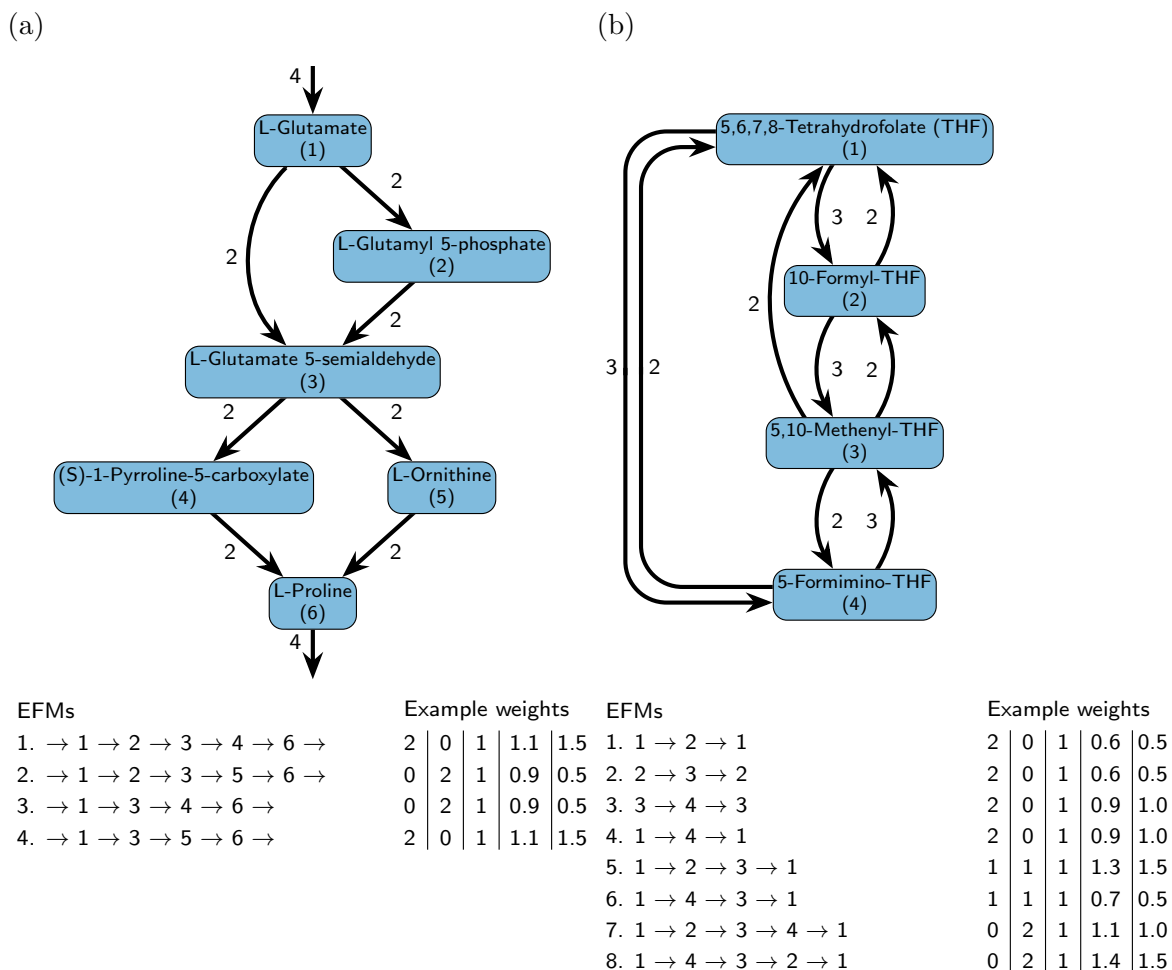 (a)
4
L-Glutamate
(1)
2
L-Glutamyl 5-phosphate
(2)
2
2
L-Glutamate 5-semialdehyde
(3)
2
2
(S)-1-Pyrroline-5-carboxylate
(4)
L-Ornithine
(5)
2
2
L-Proline
(6)
4
EFMs
Example weights
1. → 1 → 2 → 3 → 4 → 6 → 2 0 1 1.1 1.5
2. → 1 → 2 → 3 → 5 → 6 → 0 2 1 0.9 0.5
3. → 1 → 3 → 4 → 6 → 0 2 1 0.9 0.5
4. → 1 → 3 → 5 → 6 → 2 0 1 1.1 1.5
(b)
5,6,7,8-Tetrahydrofolate (THF)
(1)
3 2
10-Formyl-THF
(2)
2
3 2
3 2
5,10-Methenyl-THF
(3)
2 3
5-Formimino-THF
(4)
EFMs
Example weights
1. 1 → 2 → 1 2 0 1 0.6 0.5
2. 2 → 3 → 2 2 0 1 0.6 0.5
3. 3 → 4 → 3 2 0 1 0.9 1.0
4. 1 → 4 → 1 2 0 1 0.9 1.0
5. 1 → 2 → 3 → 1 1 1 1 1.3 1.5
6. 1 → 4 → 3 → 1 1 1 1 0.7 0.5
7. 1 → 2 → 3 → 4 → 1 0 2 1 1.1 1.0
8. 1 → 4 → 3 → 2 → 1 0 2 1 1.4 1.5